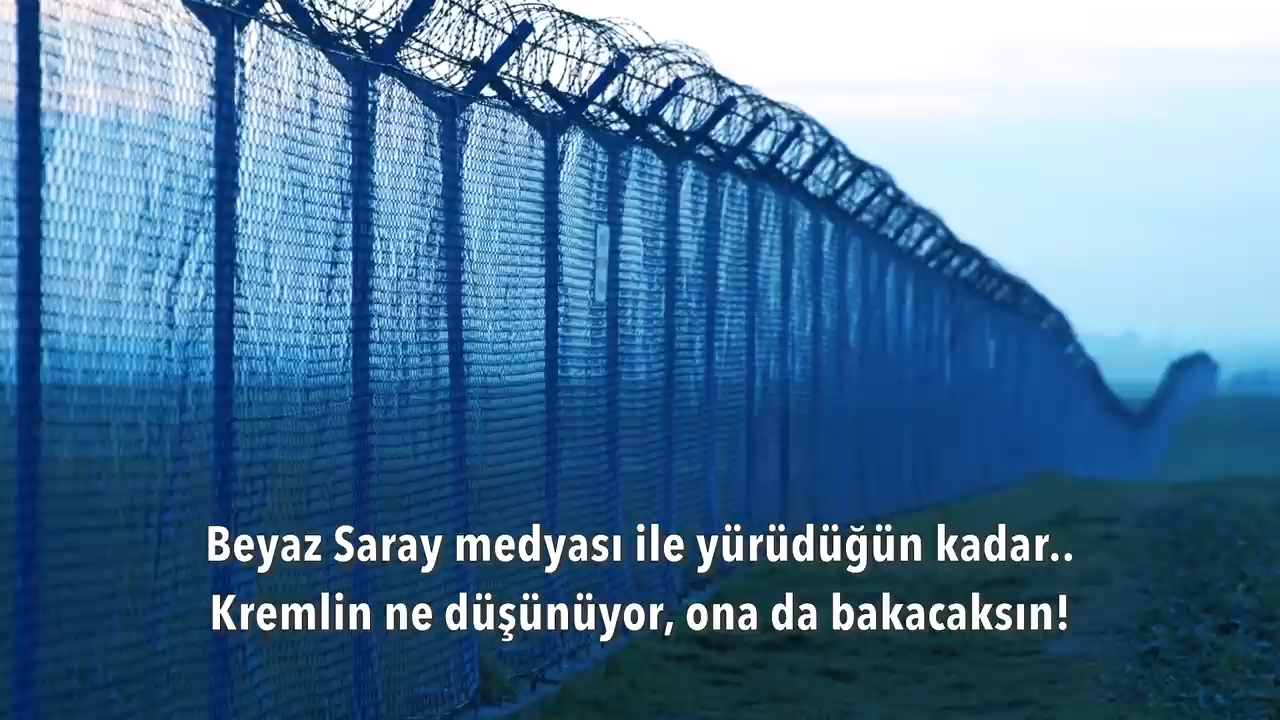 Beyaz Saray medyası ile yürüdüğün kadar..
Kremlin ne düşünüyor, ona da bakacaksın!